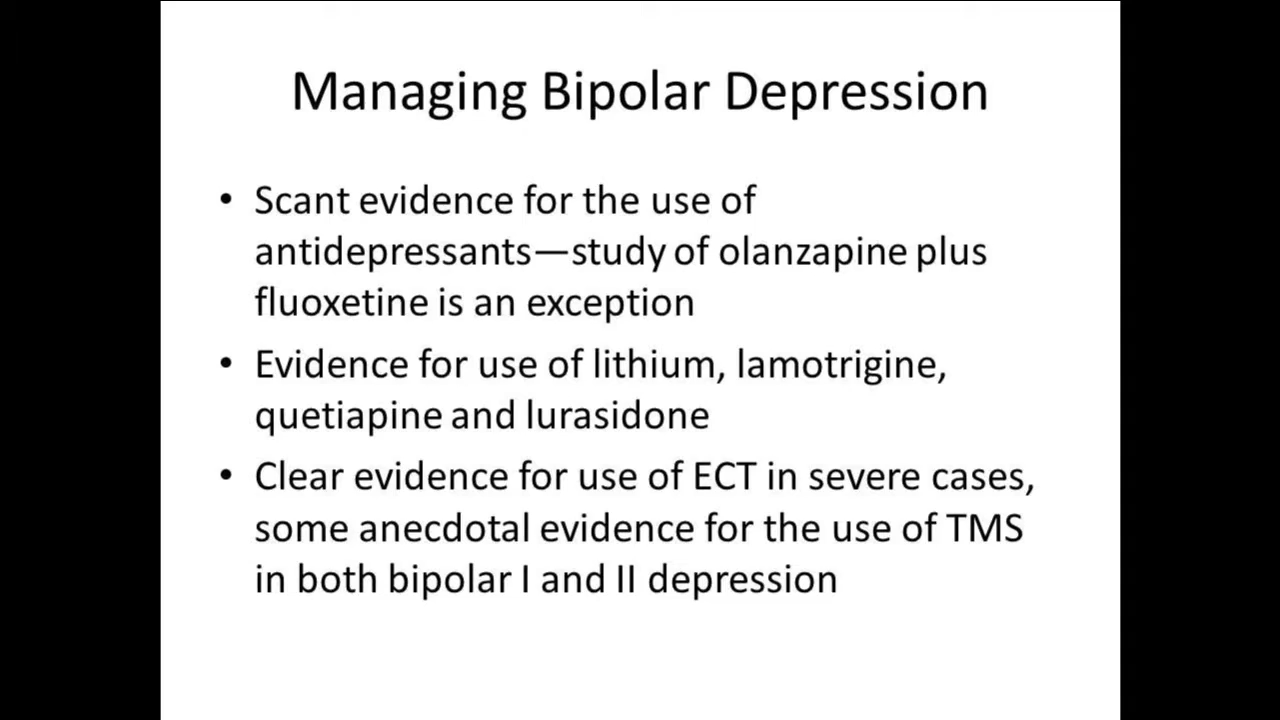 Managing Bipolar Depression
• Scant evidence for the use of
antidepressants—study of olanzapine plus
fluoxetine is an exception
• Evidence for use of lithium, lamotrigine,
quetiapine and lurasidone
• Clear evidence for use of ECT in severe cases,
some anecdotal evidence for the use of TMS
in both bipolar I and II depression